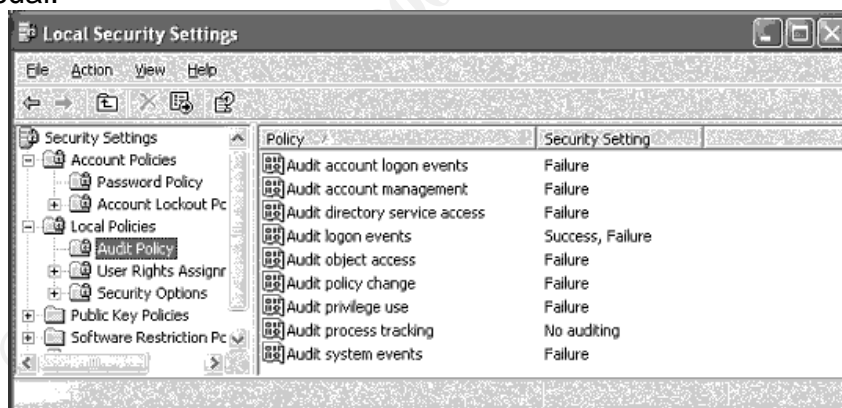 Local Security Settings
File Action View Help
Security Settings
Account Policies
Password Policy
Account Lockout Pc
Local Policies
Audit Policy
User Rights Assignr
Security Options
Public Key Policies
Software Restriction Pc
Policy Security Setting
Audit account logon events Failure
Audit account management Failure
Audit directory service access Failure
Audit logon events Success, Failure
Audit object access Failure
Audit policy change Failure
Audit privilege use Failure
Audit process tracking No auditing
Audit system events Failure